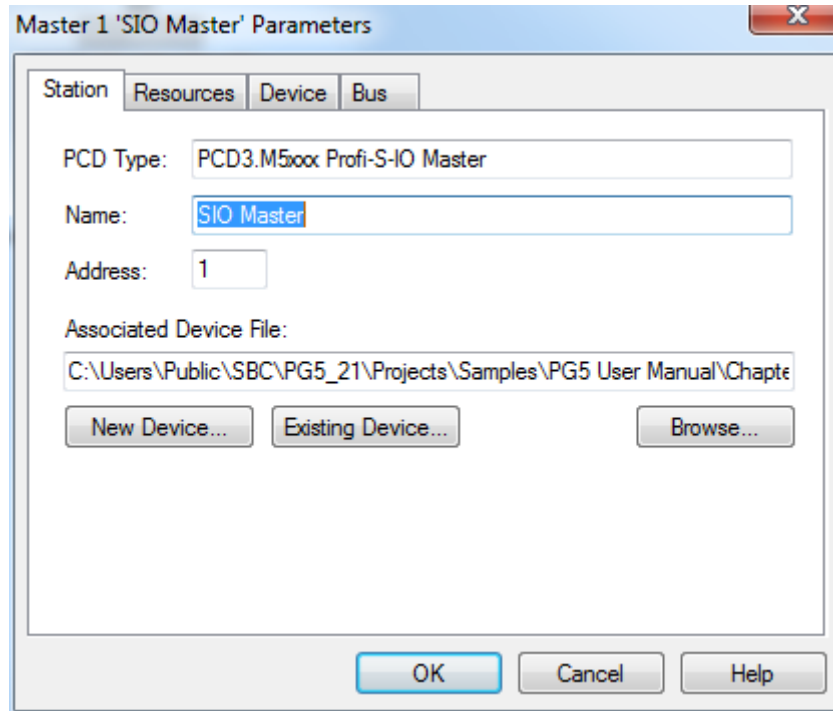 Master 1 'SIO Master' Parameters
X
Station Resources Device Bus
PCD Type: PCD3.M5xxx Profi-S-IO Master
Name: SIO Master
Address: 1
Associated Device File:
C:\Users\Public\SBC\PG5_21\Projects\Samples\PG5 User Manual\Chapte
New Device... Existing Device... Browse...
OK Cancel Help